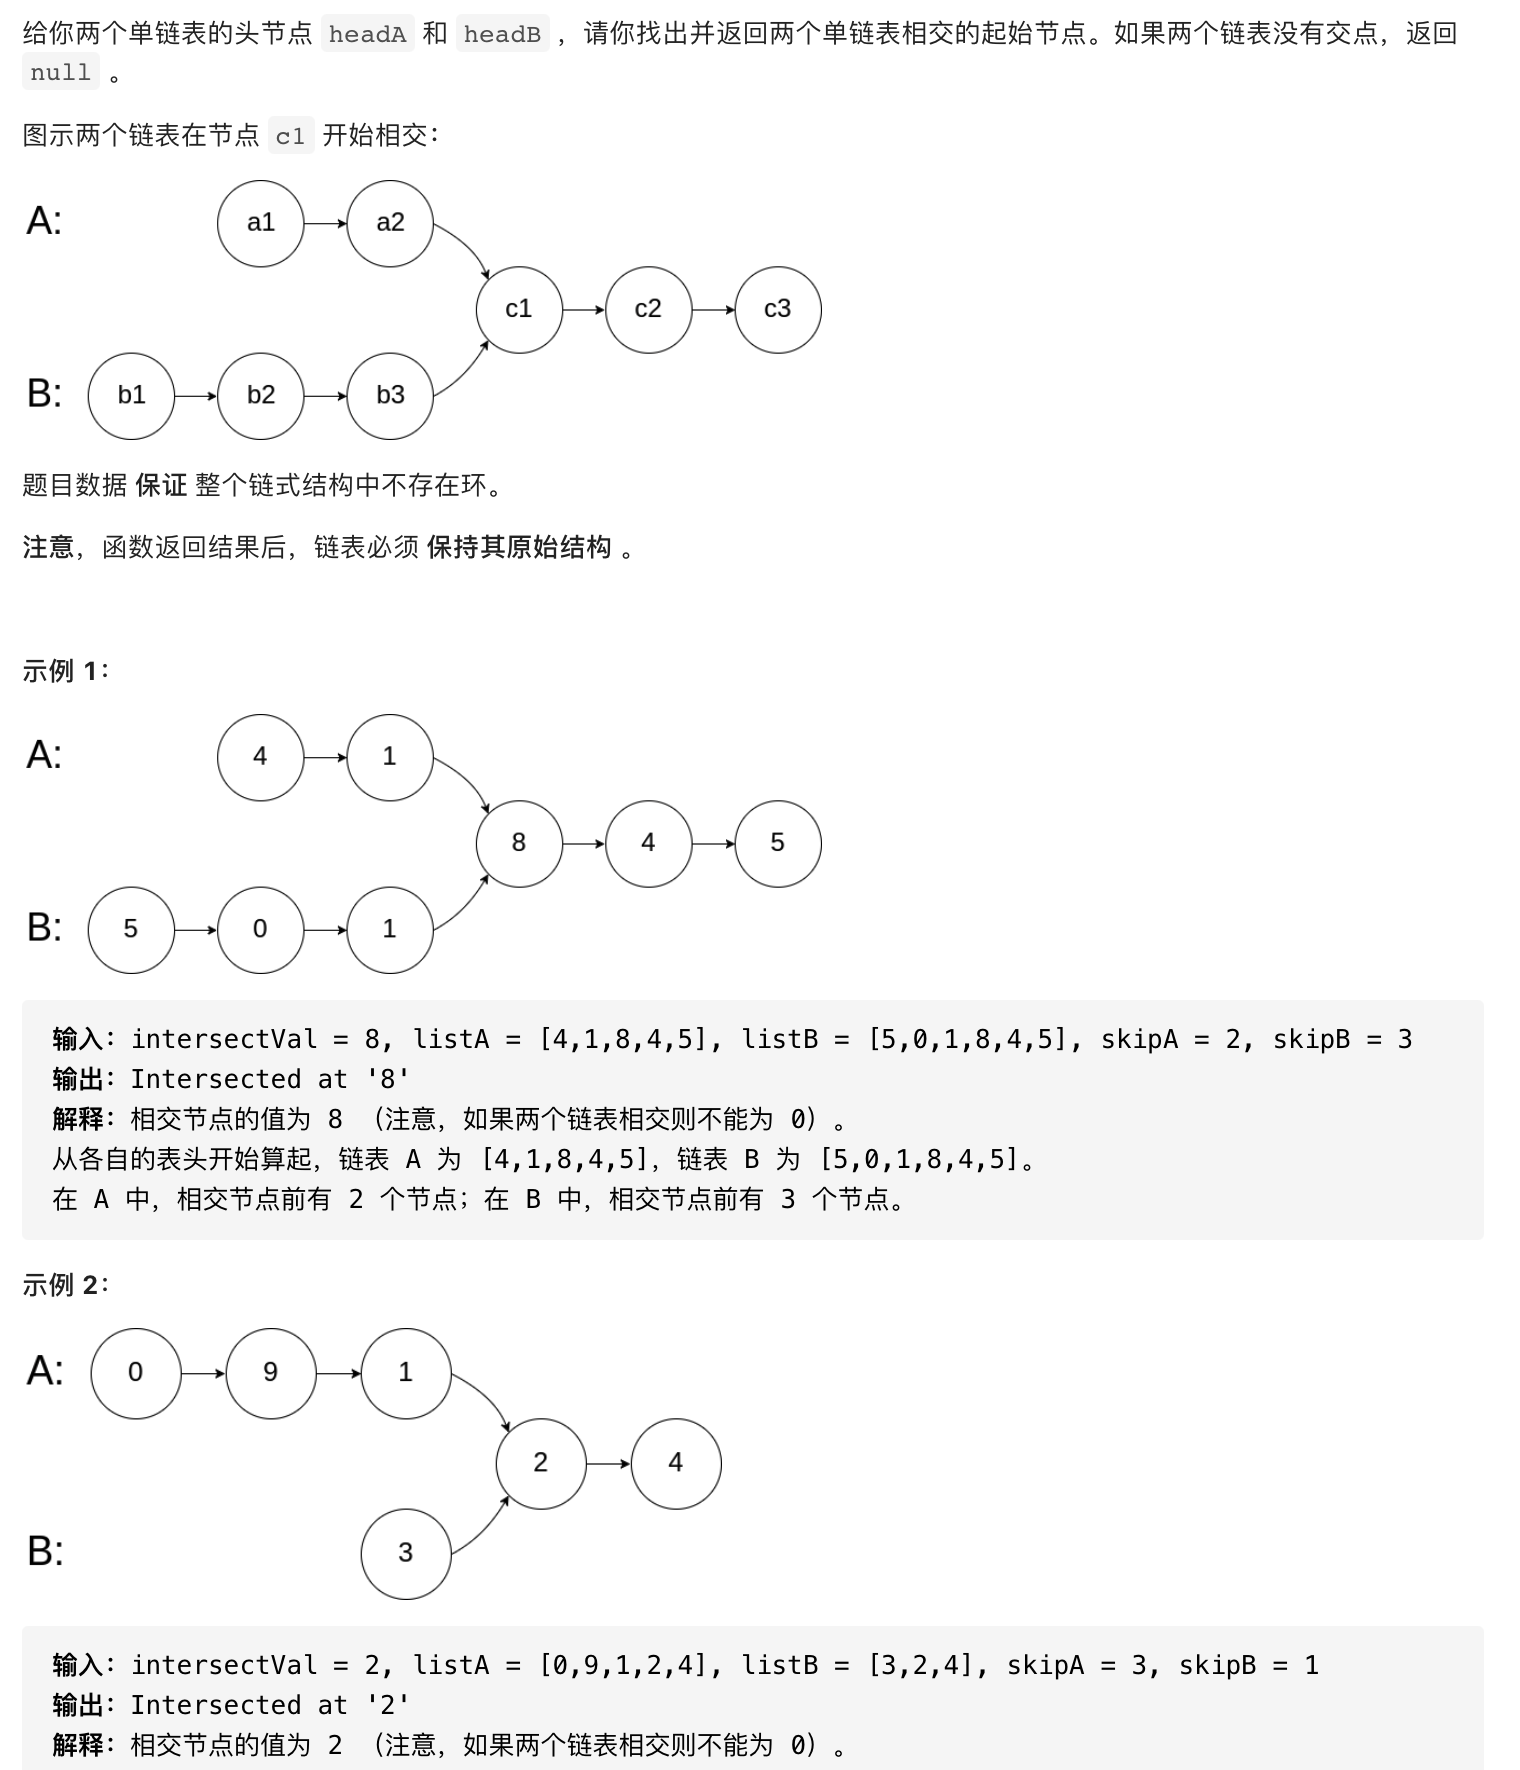 给你两个单链表的头节点 headA 和 headB ，请你找出并返回两个单链表相交的起始节点。如果两个链表没有交点，返回
null 。
图示两个链表在节点 c1 开始相交：
A: a1 a2
c1 c2 c3
B: b1 b2 b3
题目数据 保证 整个链式结构中不存在环。
注意，函数返回结果后，链表必须 保持其原始结构 。
示例 1：
A: 4 1
8 4 5
B: 5 0 1
输入：intersectVal = 8, listA = [4,1,8,4,5], listB = [5,0,1,8,4,5], skipA = 2, skipB = 3
输出：Intersected at '8'
解释：相交节点的值为 8 （注意，如果两个链表相交则不能为 0）。
从各自的表头开始算起，链表 A 为 [4,1,8,4,5]，链表 B 为 [5,0,1,8,4,5]。
在 A 中，相交节点前有 2 个节点；在 B 中，相交节点前有 3 个节点。
示例 2：
A: 0 9 1
2 4
B: 3
输入：intersectVal = 2, listA = [0,9,1,2,4], listB = [3,2,4], skipA = 3, skipB = 1
输出：Intersected at '2'
解释：相交节点的值为 2 （注意，如果两个链表相交则不能为 0）。